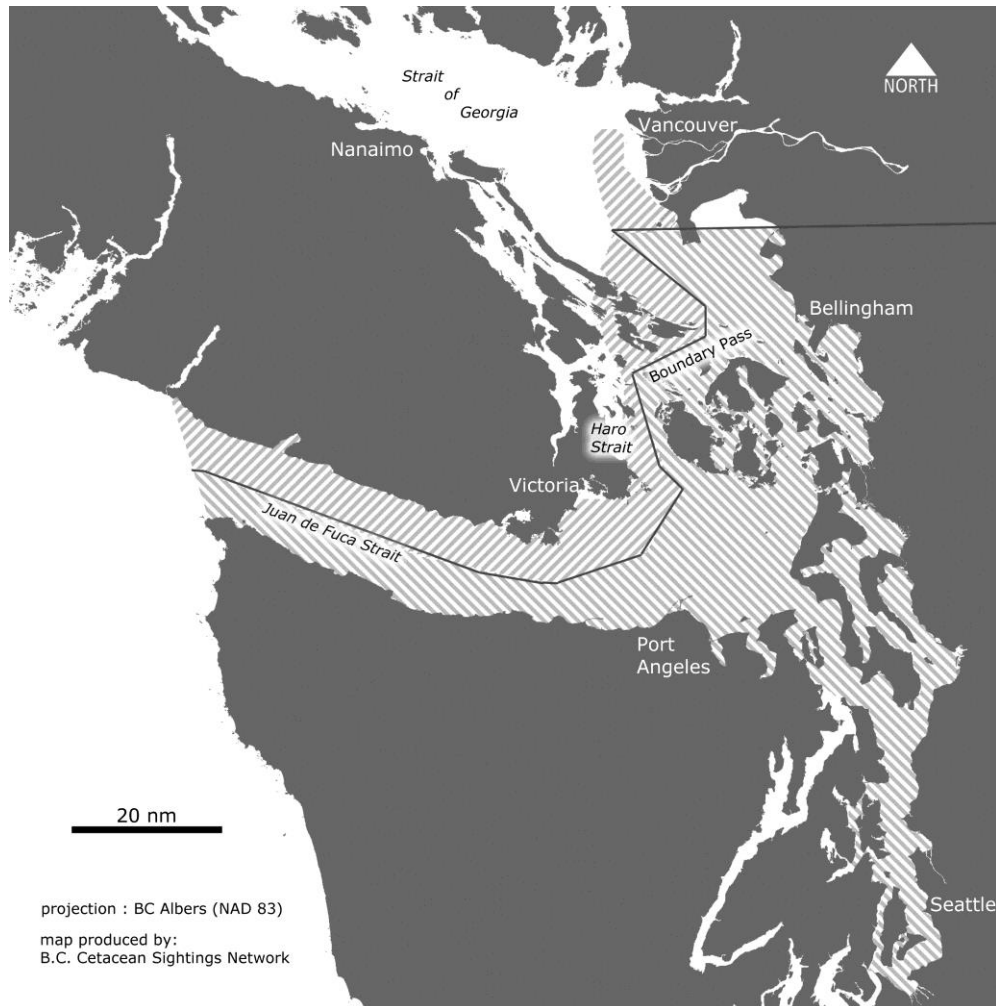 Strait
of
Georgia
NORTH
Vancouver
Nanaimo
Bellingham
Boundary Pass
Haro
Strait
Victoria
Juan de Fuca Strait
Port
Angeles
20 nm
Seattle
projection : BC Albers (NAD 83)
map produced by:
B.C. Cetacean Sightings Network